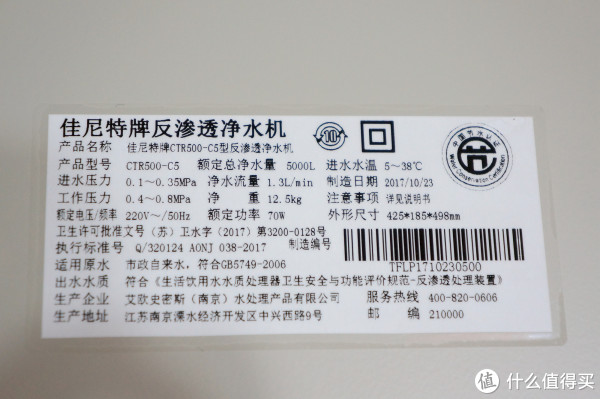 佳尼特牌反渗透净水机
10
中国节水认证
Water Conservation Certification
产品名称 佳尼特牌CTR500-C5型反渗透净水机
产品型号 CTR500-C5 额定总净水量 5000L 进水水温 5~38℃
进水压力 0.1~0.35MPa 净水流量 1.3L/min 制造日期 2017/10/23
工作压力 0.4~0.8MPa 净 重 12.5kg 注意事项 详见说明书
额定电压/频率 220V~/50Hz 额定功率 70W 外形尺寸 425*185*498mm
卫生许可批准文号（苏）卫水字（2017）第3200-0128号
执行标准号 Q/320124 AONJ 038-2017 制造编号
TFLP1710230500
适用原水 市政自来水，符合GB5749-2006
出水水质 符合《生活饮用水水质处理器卫生安全与功能评价规范-反渗透处理装置》
生产企业 艾欧史密斯（南京）水处理产品有限公司 服务热线 400-820-0606
生产地址 江苏南京溧水经济开发区中兴西路9号 邮 编 210000
值 什么值得买